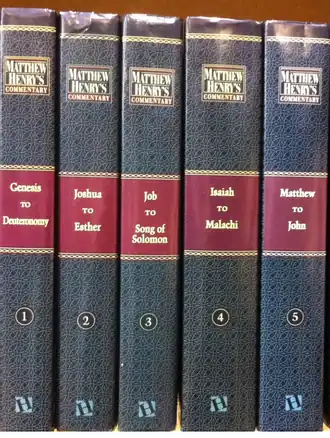 MATTHEW
HENRY'S
COMMENTARY
Genesis
TO
Deuteronomy
1
H
MATTHEW
HENRY'S
COMMENTARY
Joshua
TO
Esther
2
H
MATTHEW
HENRY'S
COMMENTARY
Job
TO
Song of
Solomon
3
H
MATTHEW
HENRY'S
COMMENTARY
Isaiah
TO
Malachi
4
H
MATTHEW
HENRY'S
COMMENTARY
Matthew
TO
John
5
H